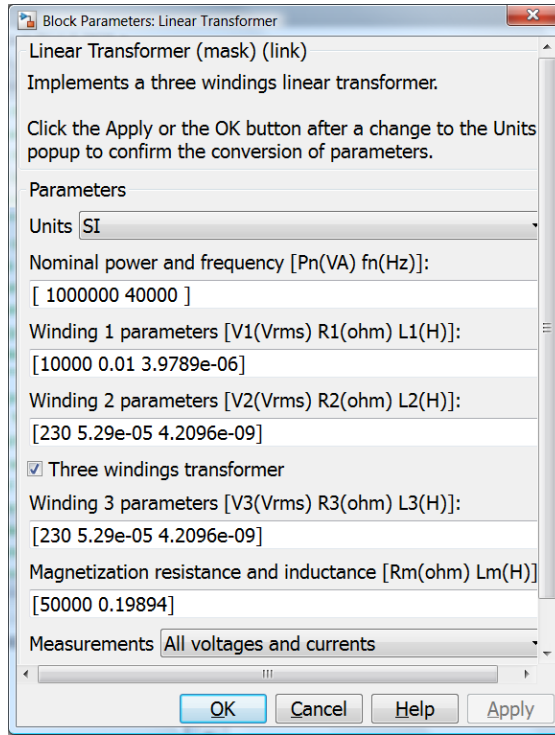 Block Parameters: Linear Transformer
Linear Transformer (mask) (link)
Implements a three windings linear transformer.
Click the Apply or the OK button after a change to the Units
popup to confirm the conversion of parameters.
Parameters
Units SI
Nominal power and frequency [Pn(VA) fn(Hz)]:
[ 1000000 40000 ]
Winding 1 parameters [V1(Vrms) R1(ohm) L1(H)]:
[10000 0.01 3.9789e-06]
Winding 2 parameters [V2(Vrms) R2(ohm) L2(H)]:
[230 5.29e-05 4.2096e-09]
Three windings transformer
Winding 3 parameters [V3(Vrms) R3(ohm) L3(H)]:
[230 5.29e-05 4.2096e-09]
Magnetization resistance and inductance [Rm(ohm) Lm(H)]
[50000 0.19894]
Measurements All voltages and currents
OK Cancel Help Apply